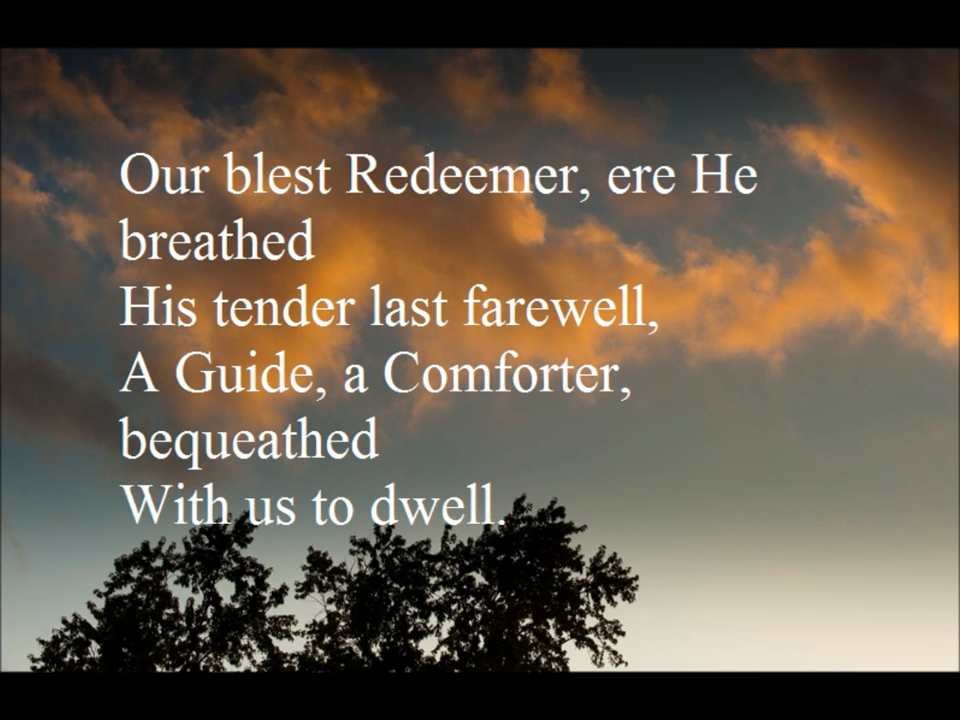 Our blest Redeemer, ere He
breathed
His tender last farewell,
A Guide, a Comforter,
bequeathed
With us to dwell.